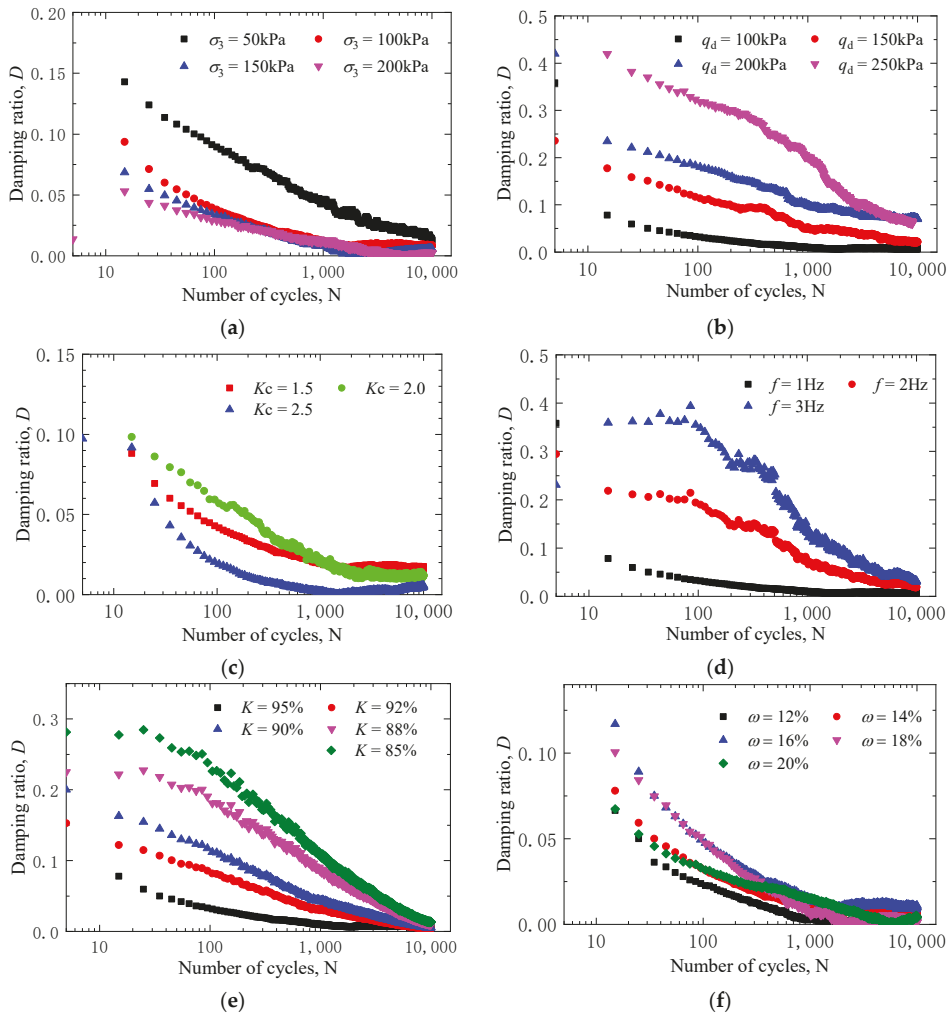 σ3 = 50kPa σ3 = 100kPa
σ3 = 150kPa σ3 = 200kPa
0.20
0.15
0.10
0.05
0.00
Damping ratio, D
10 100 1,000 10,000
Number of cycles, N
(a)
qd = 100kPa qd = 150kPa
qd = 200kPa qd = 250kPa
0.5
0.4
0.3
0.2
0.1
0.0
Damping ratio, D
10 100 1,000 10,000
Number of cycles, N
(b)
Kc = 1.5 Kc = 2.0
Kc = 2.5
0.15
0.10
0.05
0.00
Damping ratio, D
10 100 1,000 10,000
Number of cycles, N
(c)
f = 1Hz f = 2Hz
f = 3Hz
0.5
0.4
0.3
0.2
0.1
0.0
Damping ratio, D
10 100 1,000 10,000
Number of cycles, N
(d)
K = 95% K = 92%
K = 90% K = 88%
K = 85%
0.3
0.2
0.1
0.0
Damping ratio, D
10 100 1,000 10,000
Number of cycles, N
(e)
ω = 12% ω = 14%
ω = 16% ω = 18%
ω = 20%
0.10
0.05
0.00
Damping ratio, D
10 100 1,000 10,000
Number of cycles, N
(f)